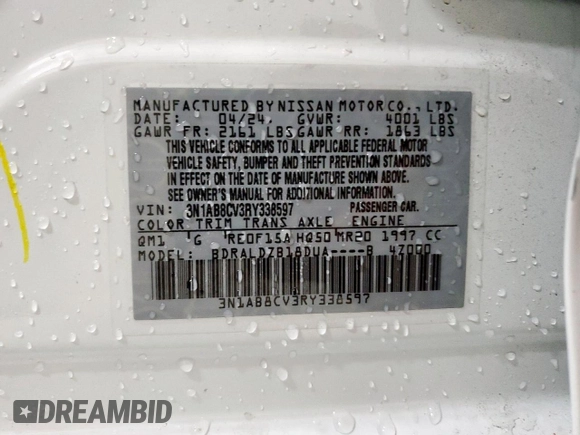 MANUFACTURED BY NISSAN MOTOR CO., LTD.
DATE: 04/24. GVWR: 4001 LBS
GAWR FR: 2161 LBS GAWR RR: 1863 LBS
THIS VEHICLE CONFORMS TO ALL APPLICABLE FEDERAL MOTOR
VEHICLE SAFETY, BUMPER AND THEFT PREVENTION STANDARDS
IN EFFECT ON THE DATE OF MANUFACTURE SHOWN ABOVE.
SEE OWNER'S MANUAL FOR ADDITIONAL INFORMATION.
VIN: 3N1AB8CV3RY338597 PASSENGER CAR.
COLOR TRIM TRANS AXLE ENGINE
QM1 G RE0F15A HQ50 MR20 1997 CC
MODEL: BDRALDZB18DUA----B 47000
3N1AB8CV3RY338597
DREAMBID